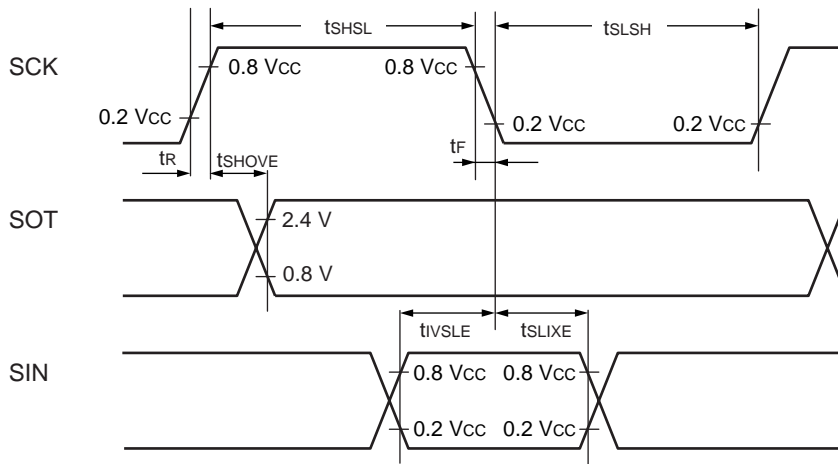 tSHSL tSLSH
SCK
0.8 VCC 0.8 VCC
0.2 VCC 0.2 VCC 0.2 VCC
tR tSHOVE tF
SOT
2.4 V
0.8 V
tIVSLE tSLIXE
SIN
0.8 VCC 0.8 VCC
0.2 VCC 0.2 VCC